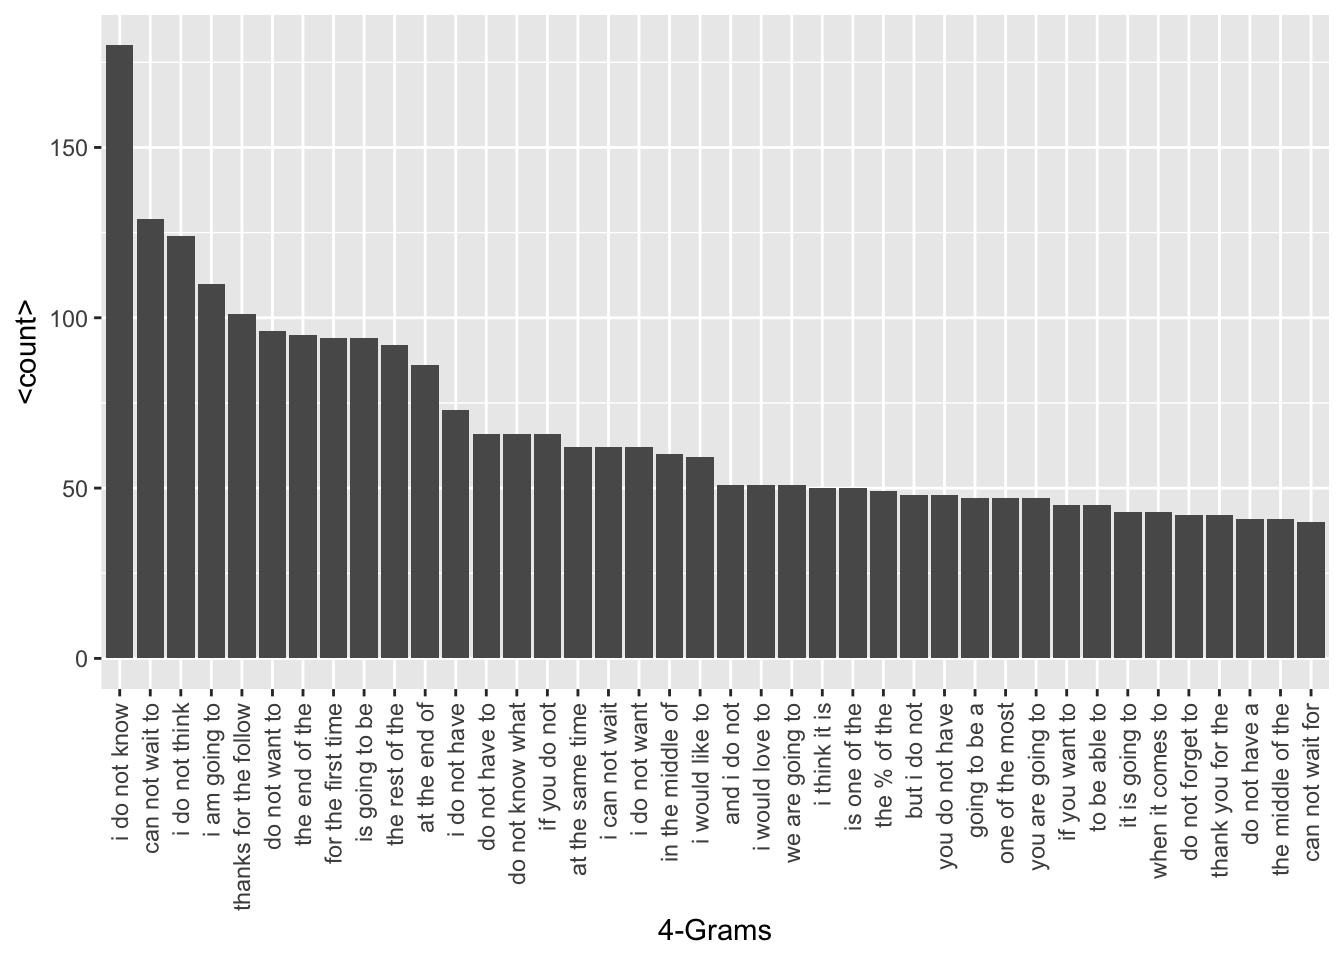 <count>
150
100
50
0
i do not know
can not wait to
i do not think
i am going to
thanks for the follow
do not want to
the end of the
for the first time
is going to be
the rest of the
at the end of
i do not have
do not have to
do not know what
if you do not
at the same time
i can not wait
i do not want
in the middle of
i would like to
and i do not
i would love to
we are going to
i think it is
is one of the
the % of the
but i do not
you do not have
going to be a
one of the most
you are going to
if you want to
to be able to
it is going to
when it comes to
do not forget to
thank you for the
do not have a
the middle of the
can not wait for
4-Grams